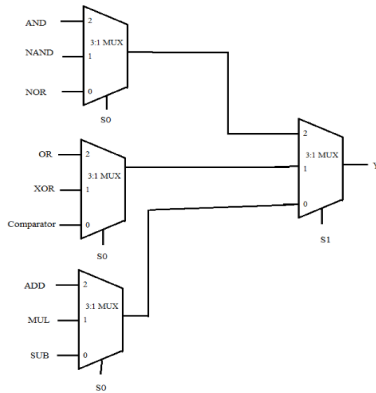 AND 2
3:1 MUX
NAND 1
NOR 0
S0
2
3:1 MUX Y
1
0
S1
OR 2
3:1 MUX
XOR 1
Comparator 0
S0
ADD 2
3:1 MUX
MUL 1
SUB 0
S0